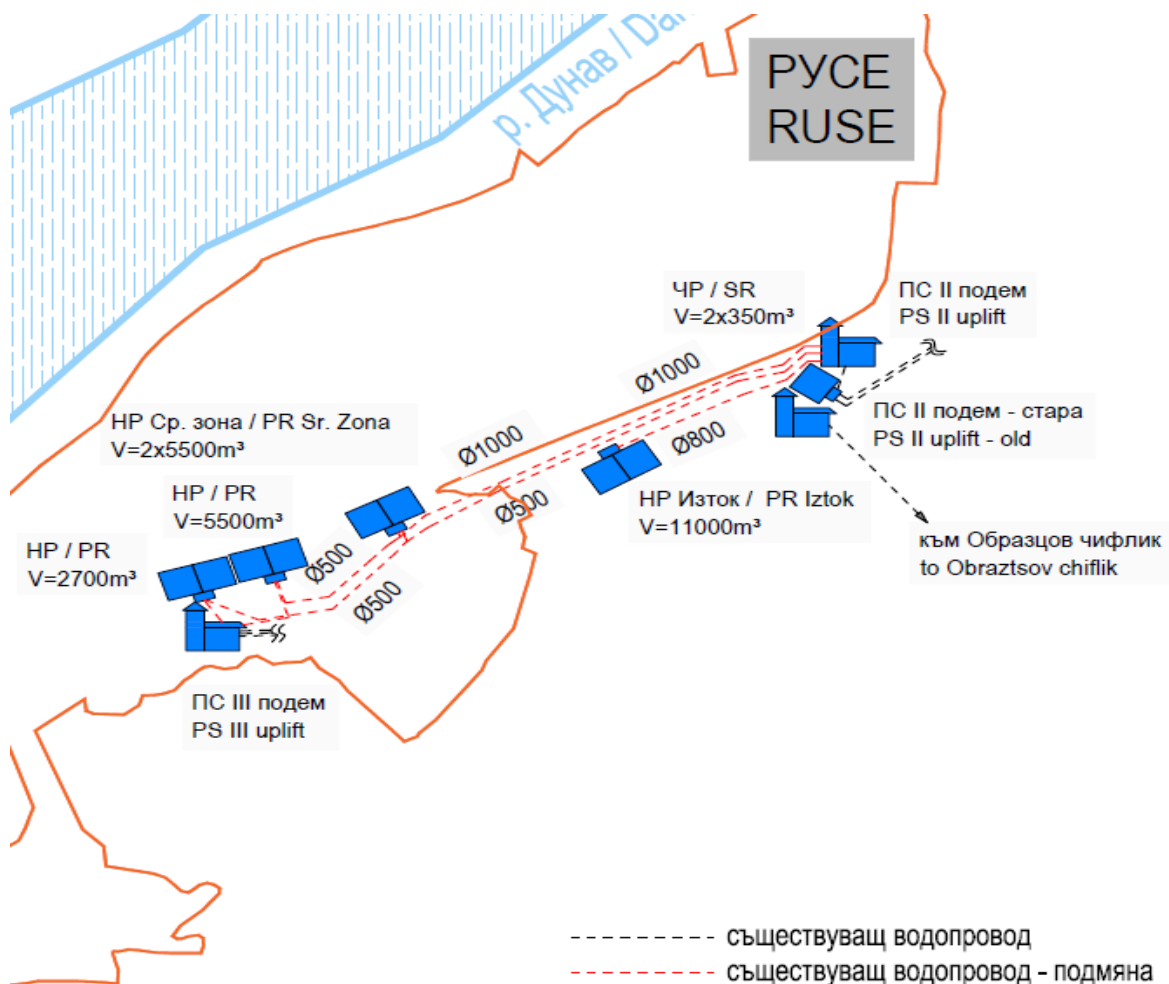 р. Дунав / Dan
РУСЕ
RUSE
ЧР / SR
V=2x350m³
ПС II подем
PS II uplift
Ø1000
НР Ср. зона / PR Sr. Zona
V=2x5500m³
ПС II подем - стара
PS II uplift - old
Ø1000
Ø800
НР / PR
V=5500m³
Ø500
НР Изток / PR Iztok
V=11000m³
НР / PR
V=2700m³
Ø500
Ø500
към Образцов чифлик
to Obraztsov chiflik
ПС III подем
PS III uplift
съществуващ водопровод
съществуващ водопровод - подмяна